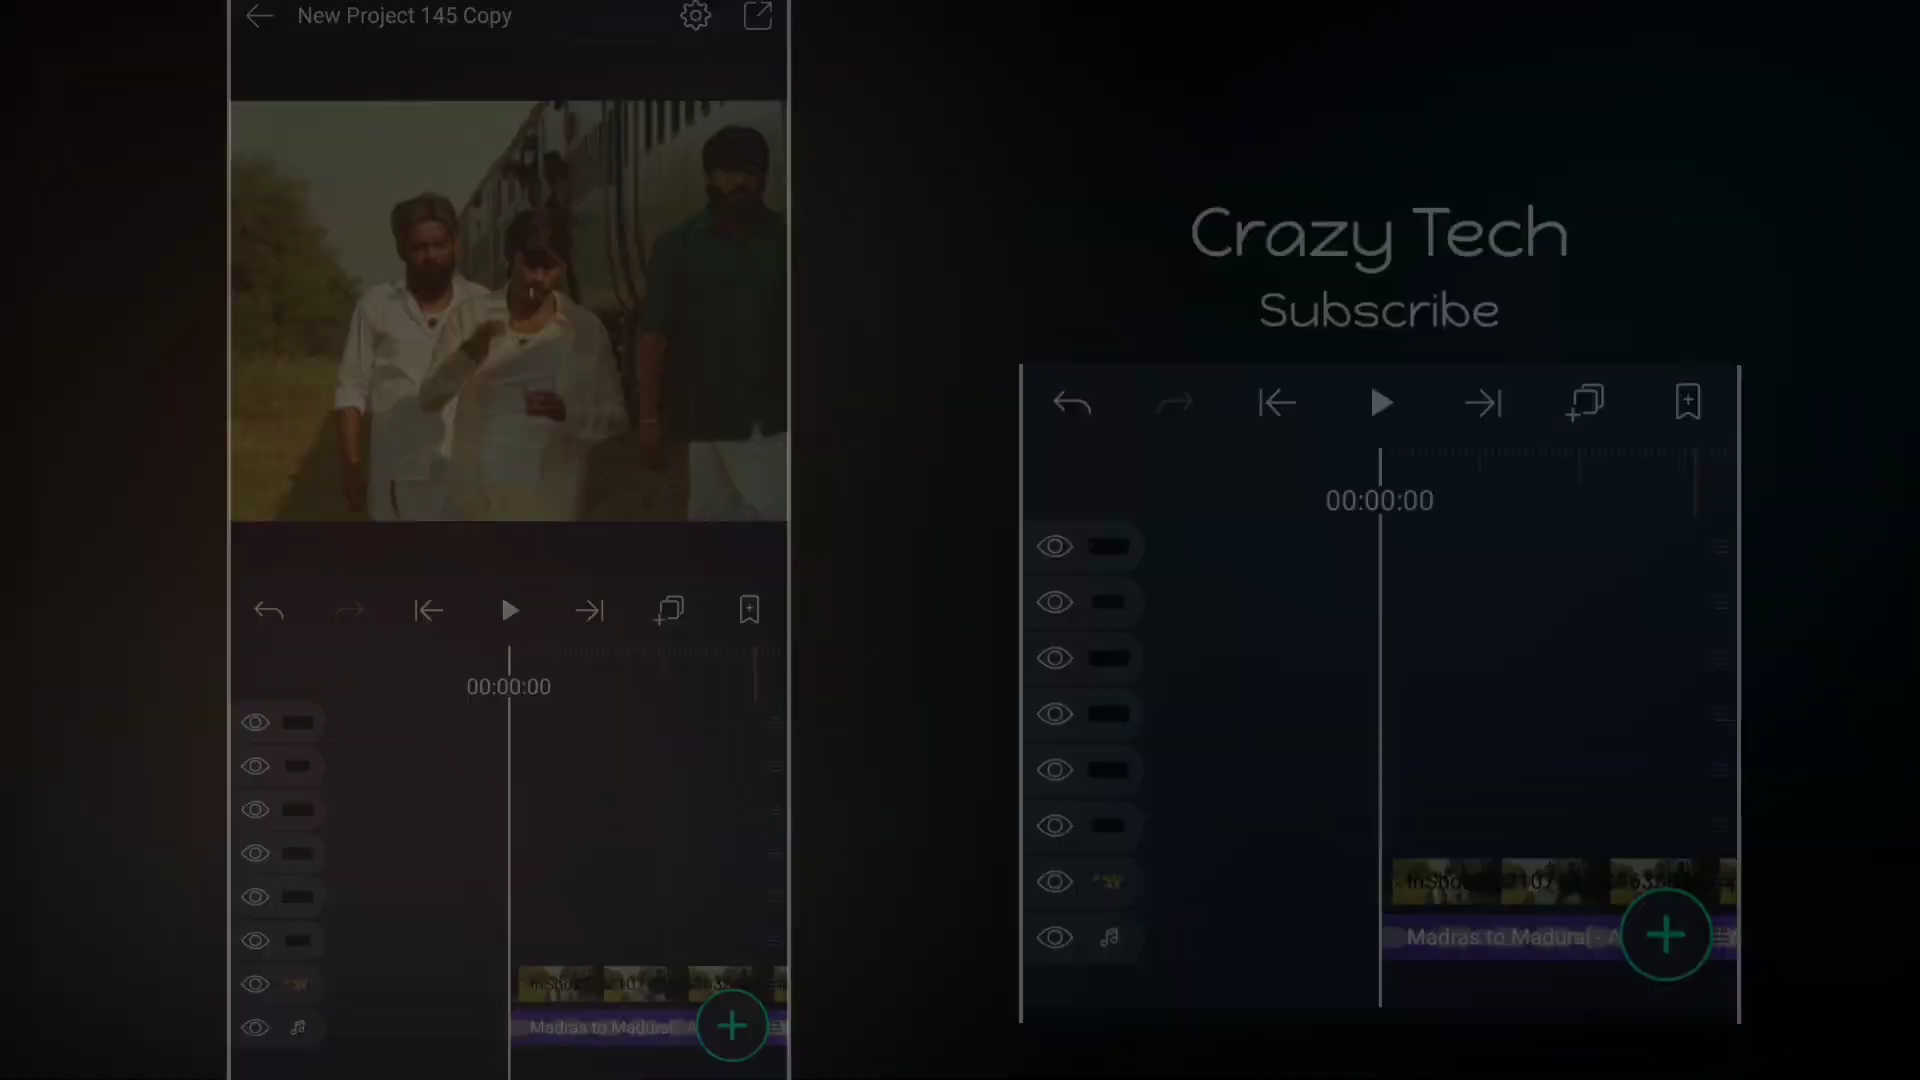 New Project 145 Copy
00:00:00
Madras to Madurai - A
Crazy Tech
Subscribe
00:00:00
Madras to Madurai - A